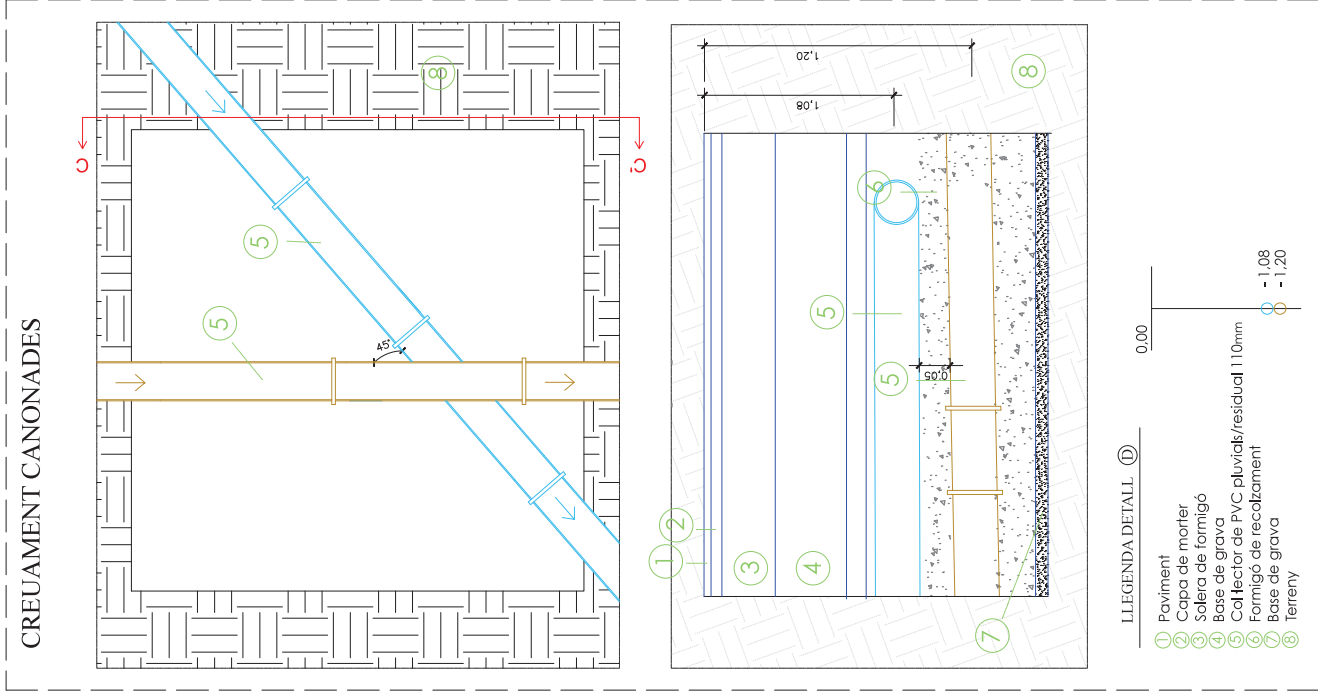 CREUAMENT CANONADES
C
C'
8
5
5
45°
1,20
1,08
8
6
5
5
0,05
1
2
3
4
7
LLEGENDA DETALL D
1 Paviment
2 Capa de morter
3 Solera de formigó
4 Base de grava
5 Col·lector de PVC pluvials/residual 110mm
6 Formigó de recolzament
7 Base de grava
8 Terreny
0,00
- 1,08
- 1,20